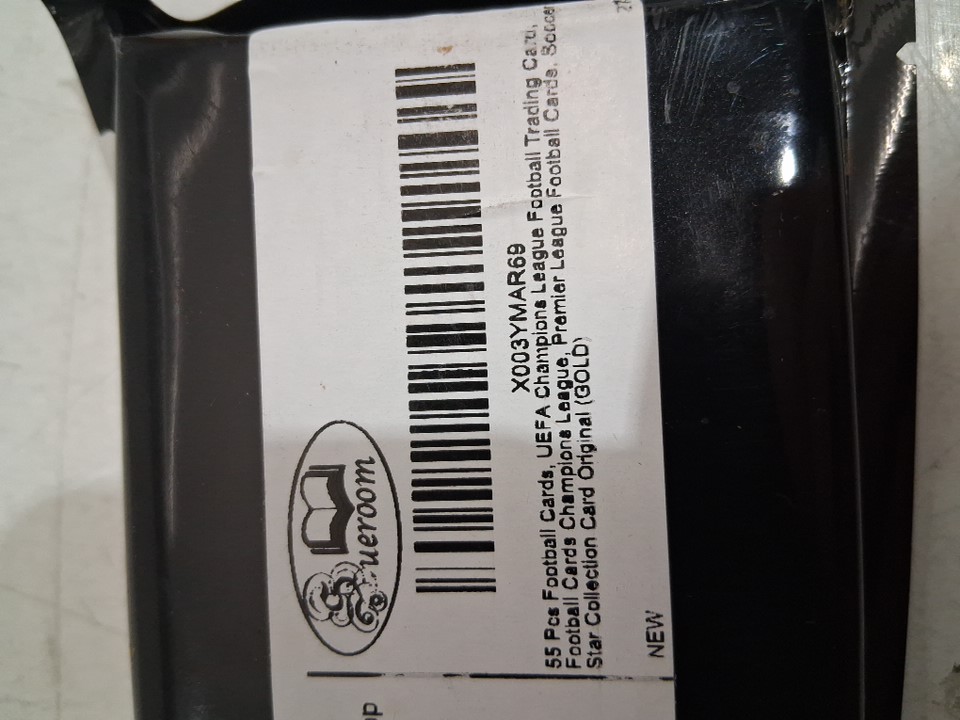 ueroom
X003YMAR69
55 Pcs Football Cards, UEFA Champions League Football Trading Card,
Football Cards Champions League, Premier League Football Cards, Soccer
Star Collection Card Original (GOLD)
NEW